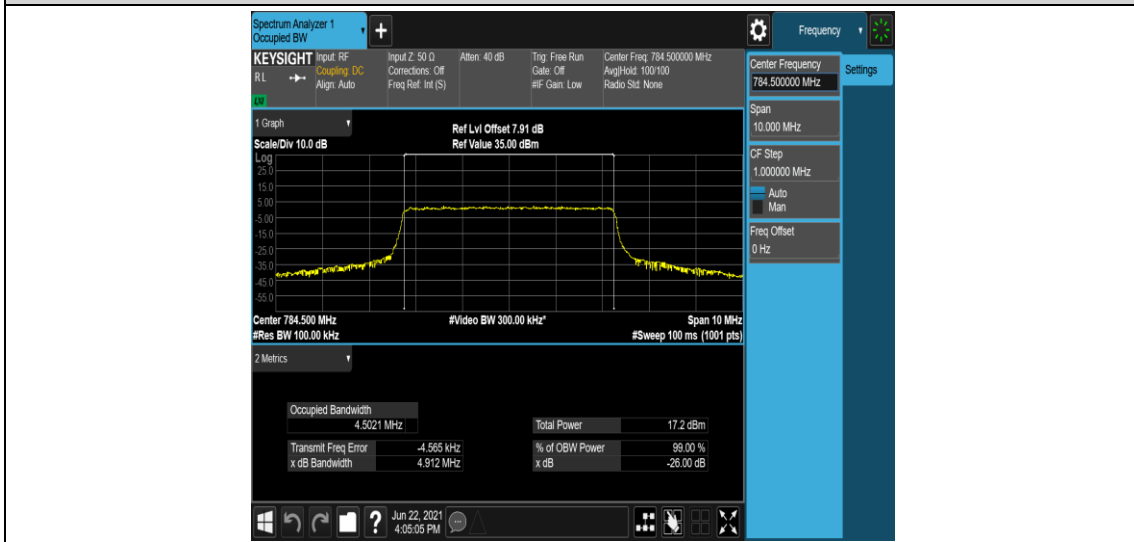 Spectrum Analyzer 1
Occupied BW
+
Frequency
KEYSIGHT
RL
LXI
Input: RF
Coupling: DC
Align: Auto
Input Z: 50 Ω
Corrections: Off
Freq Ref: Int (S)
Atten: 40 dB
Trig: Free Run
Gate: Off
#IF Gain: Low
Center Freq: 784.500000 MHz
Avg|Hold: 100/100
Radio Std: None
Center Frequency
784.500000 MHz
Settings
Span
10.000 MHz
CF Step
1.000000 MHz
Auto
Man
Freq Offset
0 Hz
1 Graph
Scale/Div 10.0 dB
Ref Lvl Offset 7.91 dB
Ref Value 35.00 dBm
Log
25.0
15.0
5.00
-5.00
-15.0
-25.0
-35.0
-45.0
-55.0
Center 784.500 MHz
#Video BW 300.00 kHz*
Span 10 MHz
#Res BW 100.00 kHz
#Sweep 100 ms (1001 pts)
2 Metrics
Occupied Bandwidth
4.5021 MHz
Total Power 17.2 dBm
Transmit Freq Error -4.565 kHz
% of OBW Power 99.00 %
x dB Bandwidth 4.912 MHz
x dB -26.00 dB
?
Jun 22, 2021
4:05:05 PM